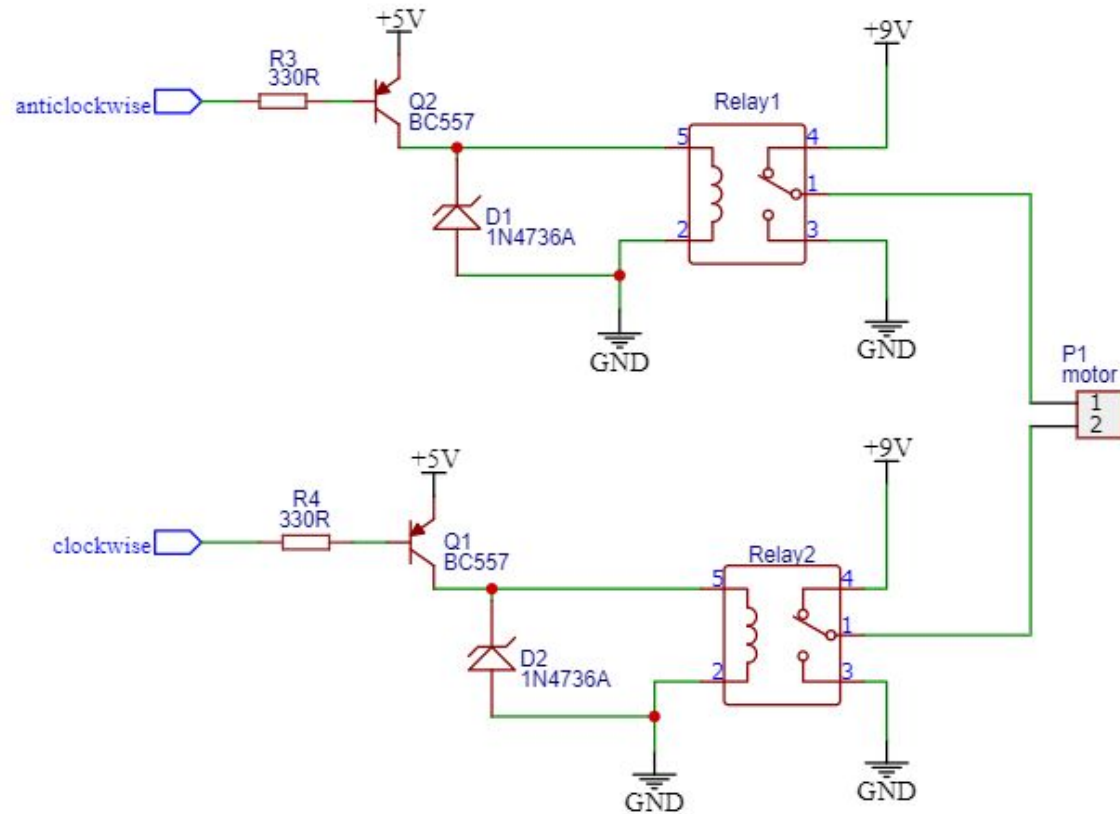 +5V
+9V
R3
330R
anticlockwise
Q2
BC557
Relay1
5
4
1
2
3
D1
1N4736A
GND
GND
P1
motor
1
2
+5V
+9V
R4
330R
clockwise
Q1
BC557
Relay2
5
4
1
2
3
D2
1N4736A
GND
GND